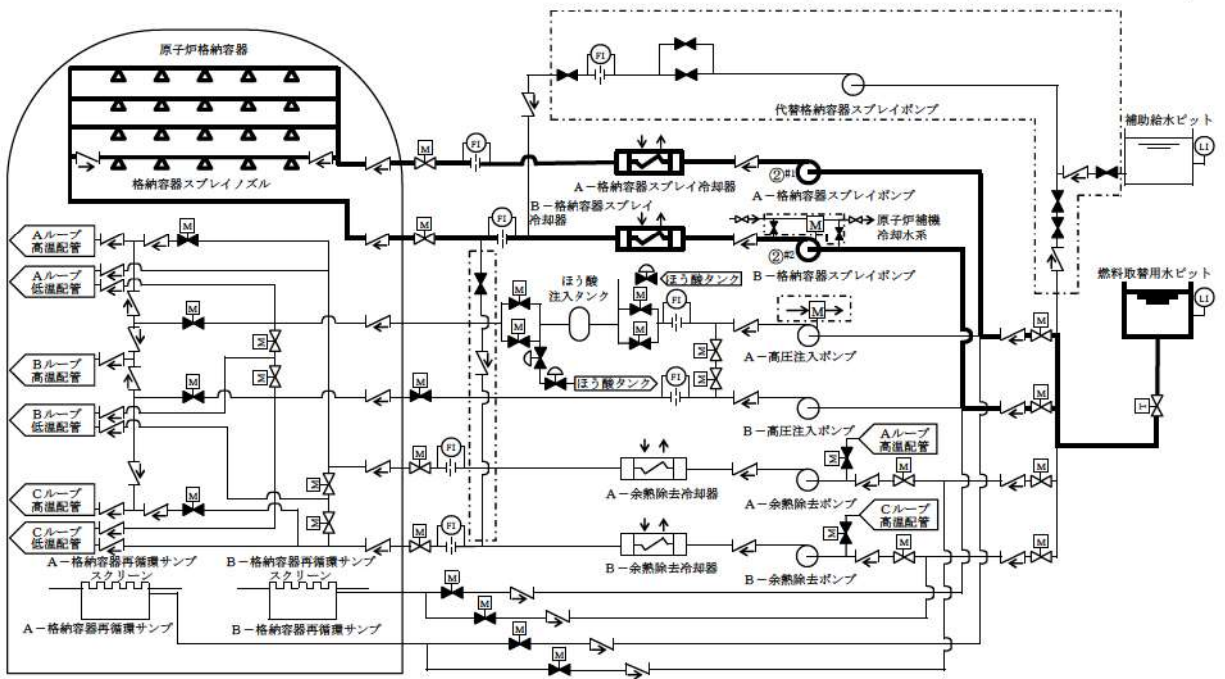 原子炉格納容器
格納容器スプレイノズル
FI
代替格納容器スプレイポンプ
補助給水ピット
LI
M
FI
A-格納容器スプレイ冷却器
②#1
A-格納容器スプレイポンプ
B-格納容器スプレイ
冷却器
M
FI
M
原子炉補機
冷却水系
②#2
B-格納容器スプレイポンプ
燃料取替用水ピット
LI
Aループ
高温配管
M
Aループ
低温配管
ほう酸
注入タンク
ほう酸タンク
M
M
M
M
M
FI
M
M
A-高圧注入ポンプ
M
M
M
M
Bループ
高温配管
ほう酸タンク
FI
M
M
M
T
Bループ
低温配管
B-高圧注入ポンプ
M
FI
Aループ
高温配管
M
M
M
M
A-余熱除去冷却器
A-余熱除去ポンプ
Cループ
高温配管
M
M
Cループ
高温配管
Cループ
低温配管
M
FI
M
M
M
B-余熱除去冷却器
B-余熱除去ポンプ
A-格納容器再循環サンプ
スクリーン
B-格納容器再循環サンプ
スクリーン
M
M
A-格納容器再循環サンプ
B-格納容器再循環サンプ
M
M